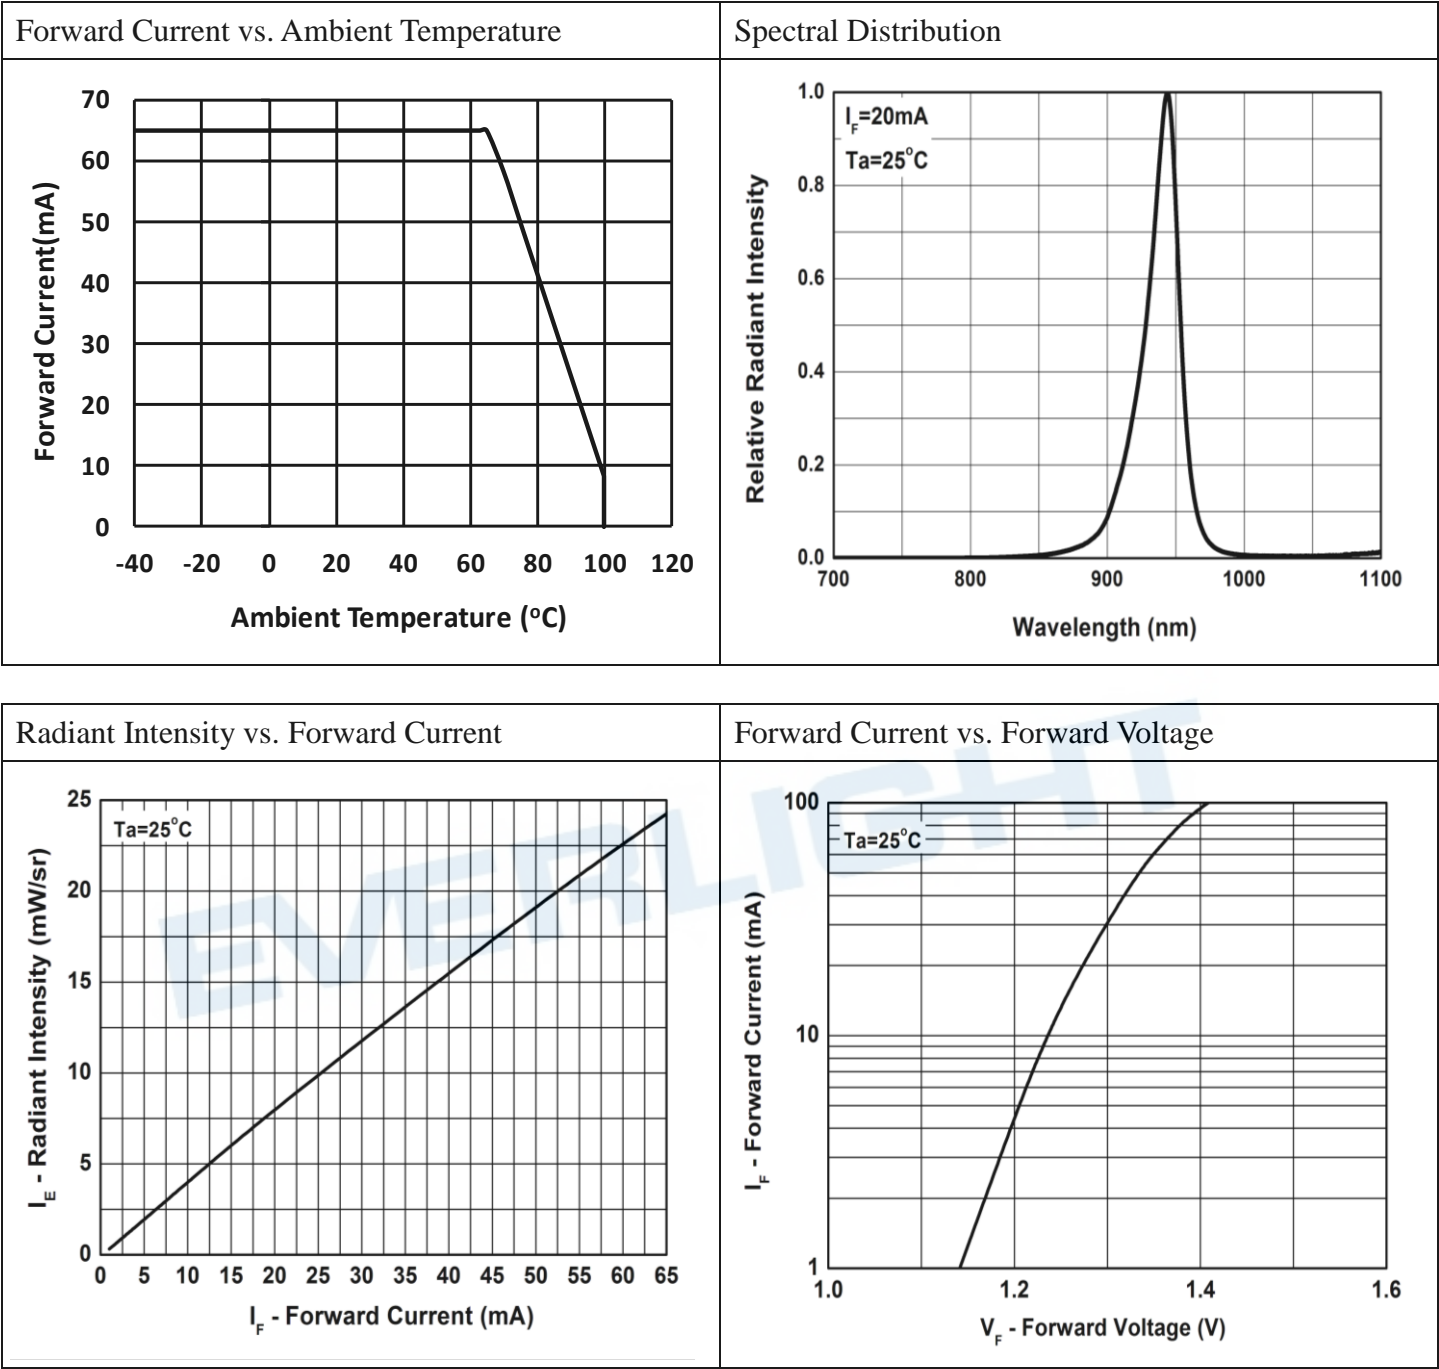 Forward Current vs. Ambient Temperature
70
60
50
40
30
20
10
0
-40 -20 0 20 40 60 80 100 120
Forward Current(mA)
Ambient Temperature (ºC)
Spectral Distribution
1.0
0.8
0.6
0.4
0.2
0.0
IF=20mA
Ta=25°C
700 800 900 1000 1100
Relative Radiant Intensity
Wavelength (nm)
Radiant Intensity vs. Forward Current
25
20
15
10
5
0
Ta=25°C
0 5 10 15 20 25 30 35 40 45 50 55 60 65
IE - Radiant Intensity (mW/sr)
IF - Forward Current (mA)
Forward Current vs. Forward Voltage
100
10
1
Ta=25°C
1.0 1.2 1.4 1.6
IF - Forward Current (mA)
VF - Forward Voltage (V)
EVERLIGHT